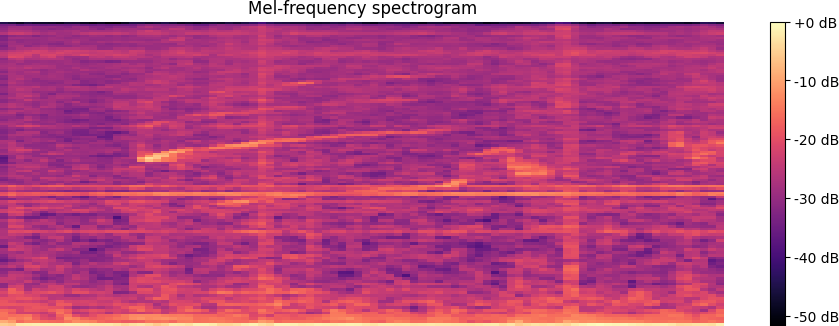 Mel-frequency spectrogram
+0 dB
-10 dB
-20 dB
-30 dB
-40 dB
-50 dB